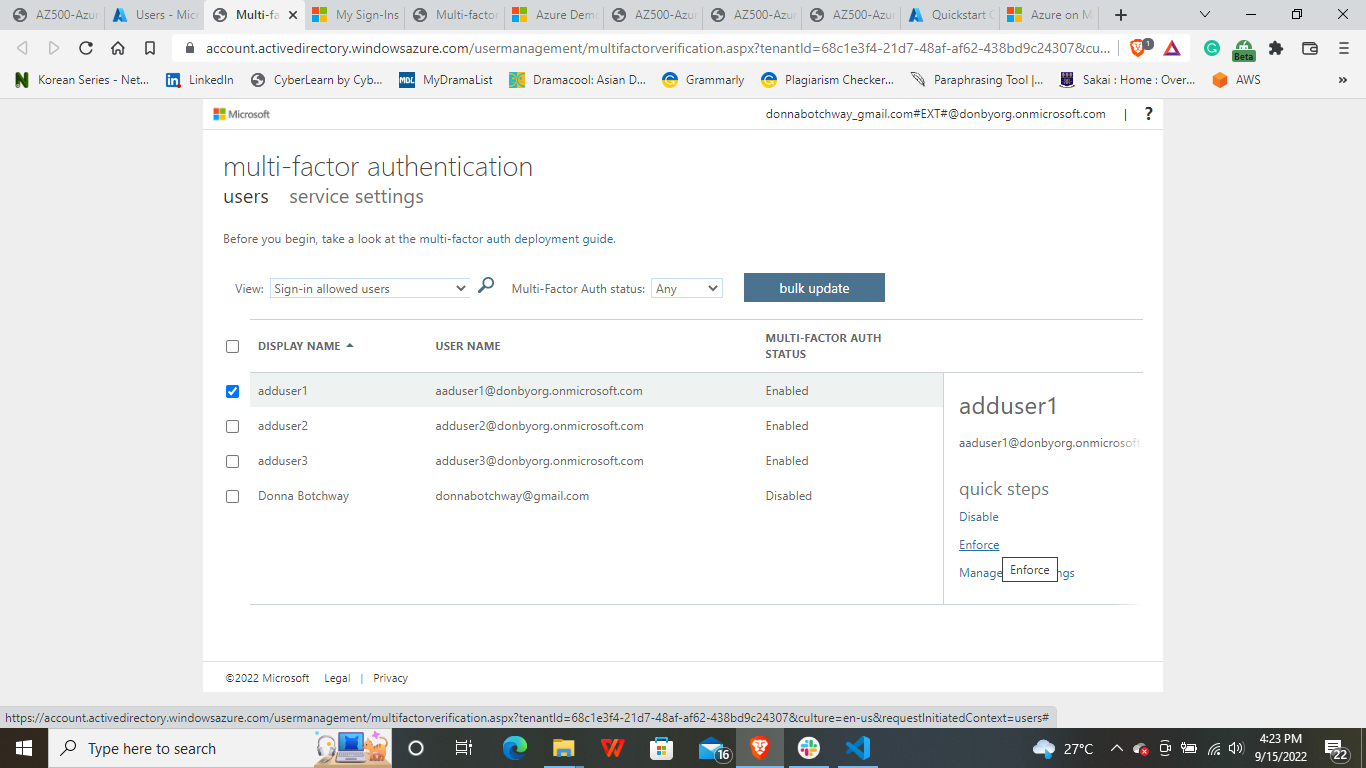 AZ500-Azur
Users - Micr
Multi-fa
My Sign-Ins
Multi-factor
Azure Dem
AZ500-Azur
AZ500-Azur
AZ500-Azur
Quickstart C
Azure on M
account.activedirectory.windowsazure.com/usermanagement/multifactorverification.aspx?tenantId=68c1e3f4-21d7-48af-af62-438bd9c24307&cu...
1
Beta
Korean Series - Net...
LinkedIn
CyberLearn by Cyb...
MDL MyDramaList
Dramacool: Asian D...
Grammarly
Plagiarism Checker...
Paraphrasing Tool |...
Sakai : Home : Over...
AWS
»
Microsoft
donnabotchway_gmail.com#EXT#@donbyorg.onmicrosoft.com | ?
multi-factor authentication
users service settings
Before you begin, take a look at the multi-factor auth deployment guide.
View: Sign-in allowed users Multi-Factor Auth status: Any bulk update
DISPLAY NAME USER NAME MULTI-FACTOR AUTH
STATUS
adduser1 aaduser1@donbyorg.onmicrosoft.com Enabled
adduser2 adduser2@donbyorg.onmicrosoft.com Enabled
adduser3 adduser3@donbyorg.onmicrosoft.com Enabled
Donna Botchway donnabotchway@gmail.com Disabled
adduser1
aaduser1@donbyorg.onmicrosoft
quick steps
Disable
Enforce
Enforce
Manage ngs
©2022 Microsoft Legal | Privacy
https://account.activedirectory.windowsazure.com/usermanagement/multifactorverification.aspx?tenantId=68c1e3f4-21d7-48af-af62-438bd9c24307&culture=en-us&requestInitiatedContext=users#
Type here to search
16
27°C
4:23 PM
9/15/2022
22